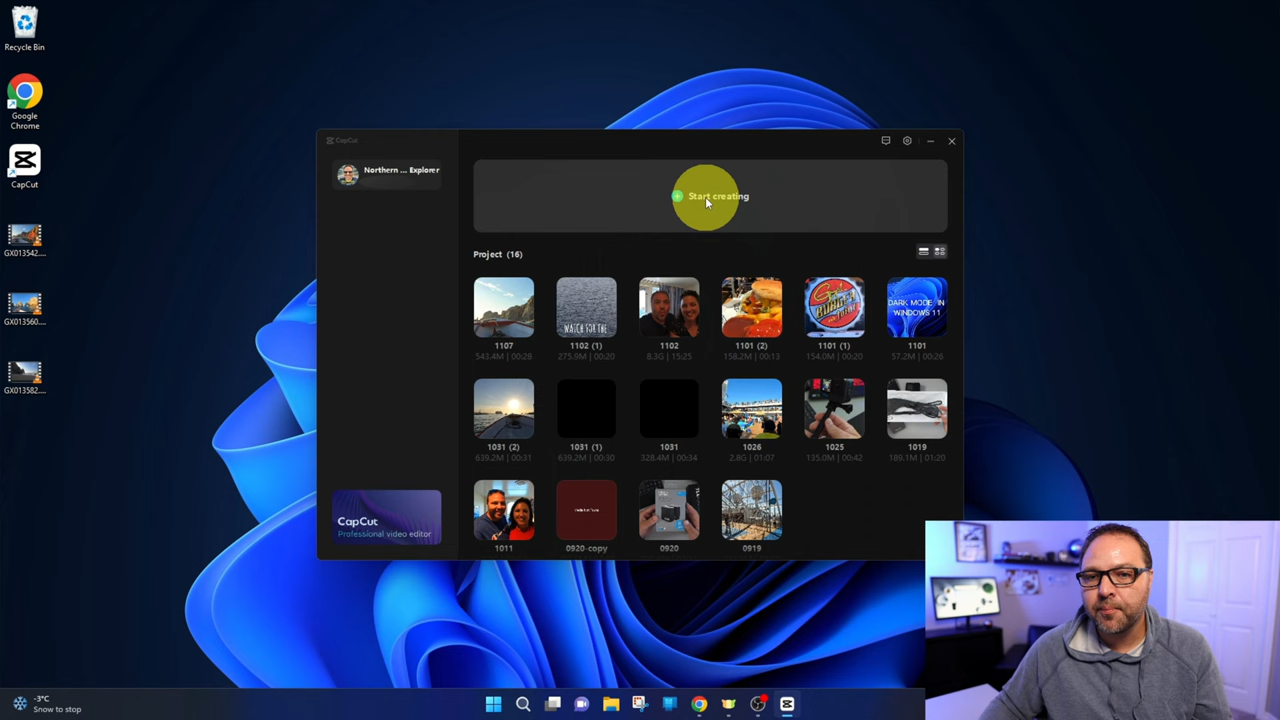 Recycle Bin
Google
Chrome
CapCut
GX013542....
GX013560....
GX013582....
CapCut
Northern ... Explorer
Start creating
Project (16)
1107
543.4M | 00:28
1102 (1)
275.9M | 00:20
WATCH FOR THE
1102
8.3G | 15:25
1101 (2)
158.2M | 00:13
1101 (1)
154.0M | 00:20
BURGER
DARK MODE IN
WINDOWS 11
1101
57.2M | 00:26
1031 (2)
639.2M | 00:31
1031 (1)
639.2M | 00:30
1031
328.4M | 00:34
1026
2.8G | 01:07
1025
135.0M | 00:42
1019
189.1M | 01:20
1011
0920-copy
0920
0919
CapCut
Professional video editor
-3°C
Snow to stop